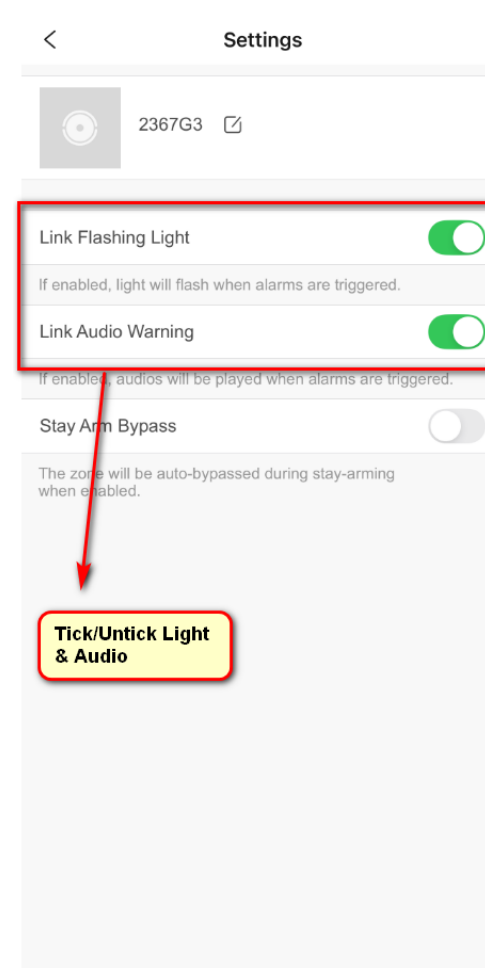 Settings
2367G3
Link Flashing Light
If enabled, light will flash when alarms are triggered.
Link Audio Warning
If enabled, audios will be played when alarms are triggered.
Stay Arm Bypass
The zone will be auto-bypassed during stay-arming
when enabled.
Tick/Untick Light
& Audio